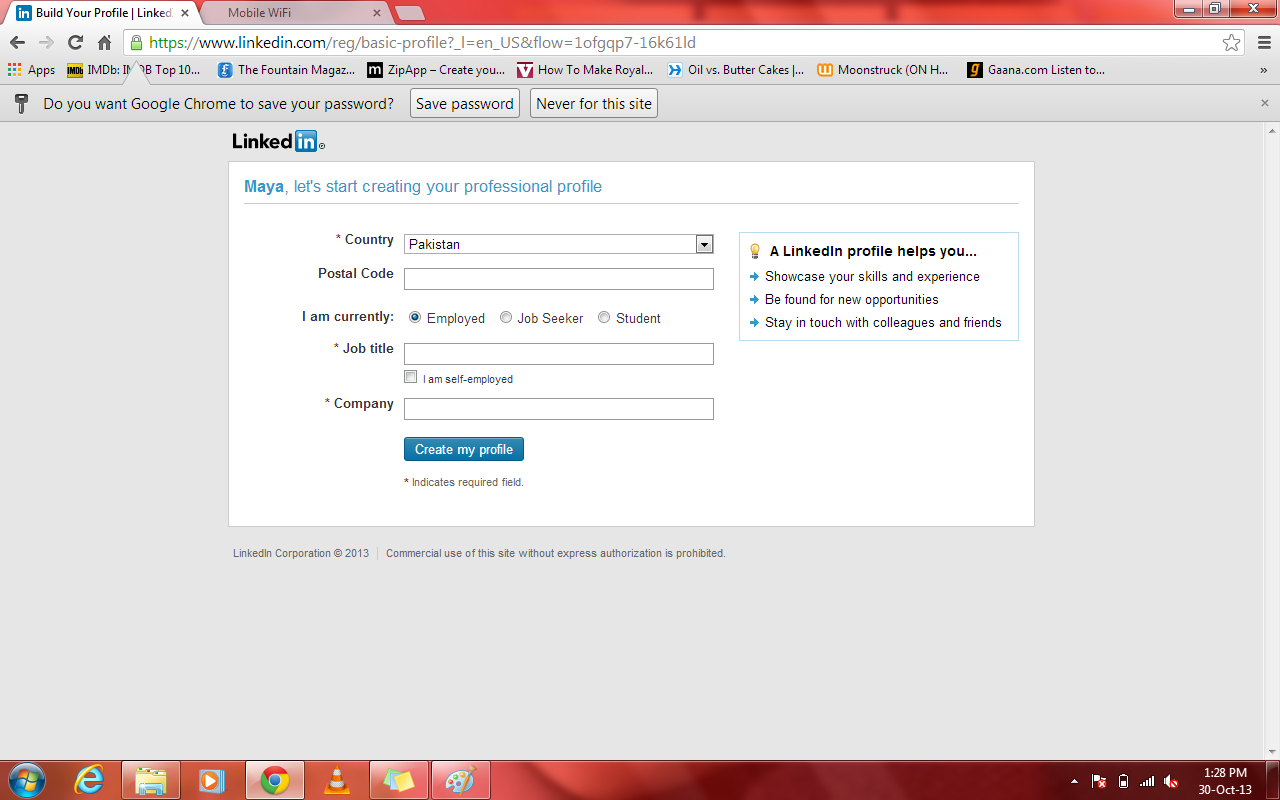 Build Your Profile | Linked
Mobile WiFi
https://www.linkedin.com/reg/basic-profile?_l=en_US&flow=1ofgqp7-16k61ld
Apps IMDb: IMDB Top 10... The Fountain Magaz... ZipApp – Create you... How To Make Royal... Oil vs. Butter Cakes |... Moonstruck (ON H... Gaana.com Listen to... »
Do you want Google Chrome to save your password? Save password Never for this site
Linked in
Maya, let's start creating your professional profile
* Country Pakistan
Postal Code
I am currently: Employed Job Seeker Student
* Job title
I am self-employed
* Company
Create my profile
* Indicates required field.
A LinkedIn profile helps you...
Showcase your skills and experience
Be found for new opportunities
Stay in touch with colleagues and friends
LinkedIn Corporation © 2013 Commercial use of this site without express authorization is prohibited.
1:28 PM
30-Oct-13